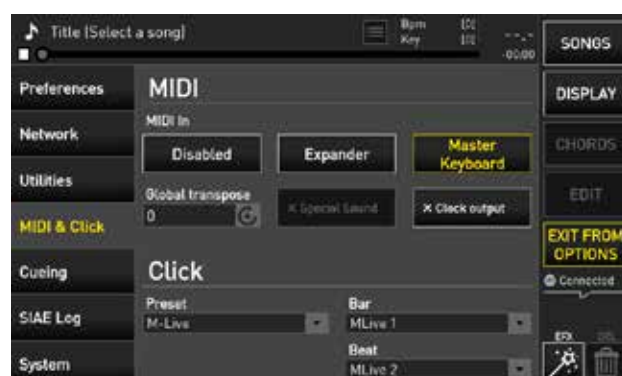 Title (Select a song)
Bpm
Key
--.-
-00:00
SONGS
Preferences
MIDI
DISPLAY
MIDI In
Network
Disabled
Expander
Master
Keyboard
CHORDS
Utilities
Global transpose
0
× Special Sound
× Clock output
EDIT
MIDI & Click
EXIT FROM
OPTIONS
Cueing
Click
Connected
Preset
Bar
SIAE Log
M-Live
MLive 1
EFX
DEL
Beat
System
MLive 2